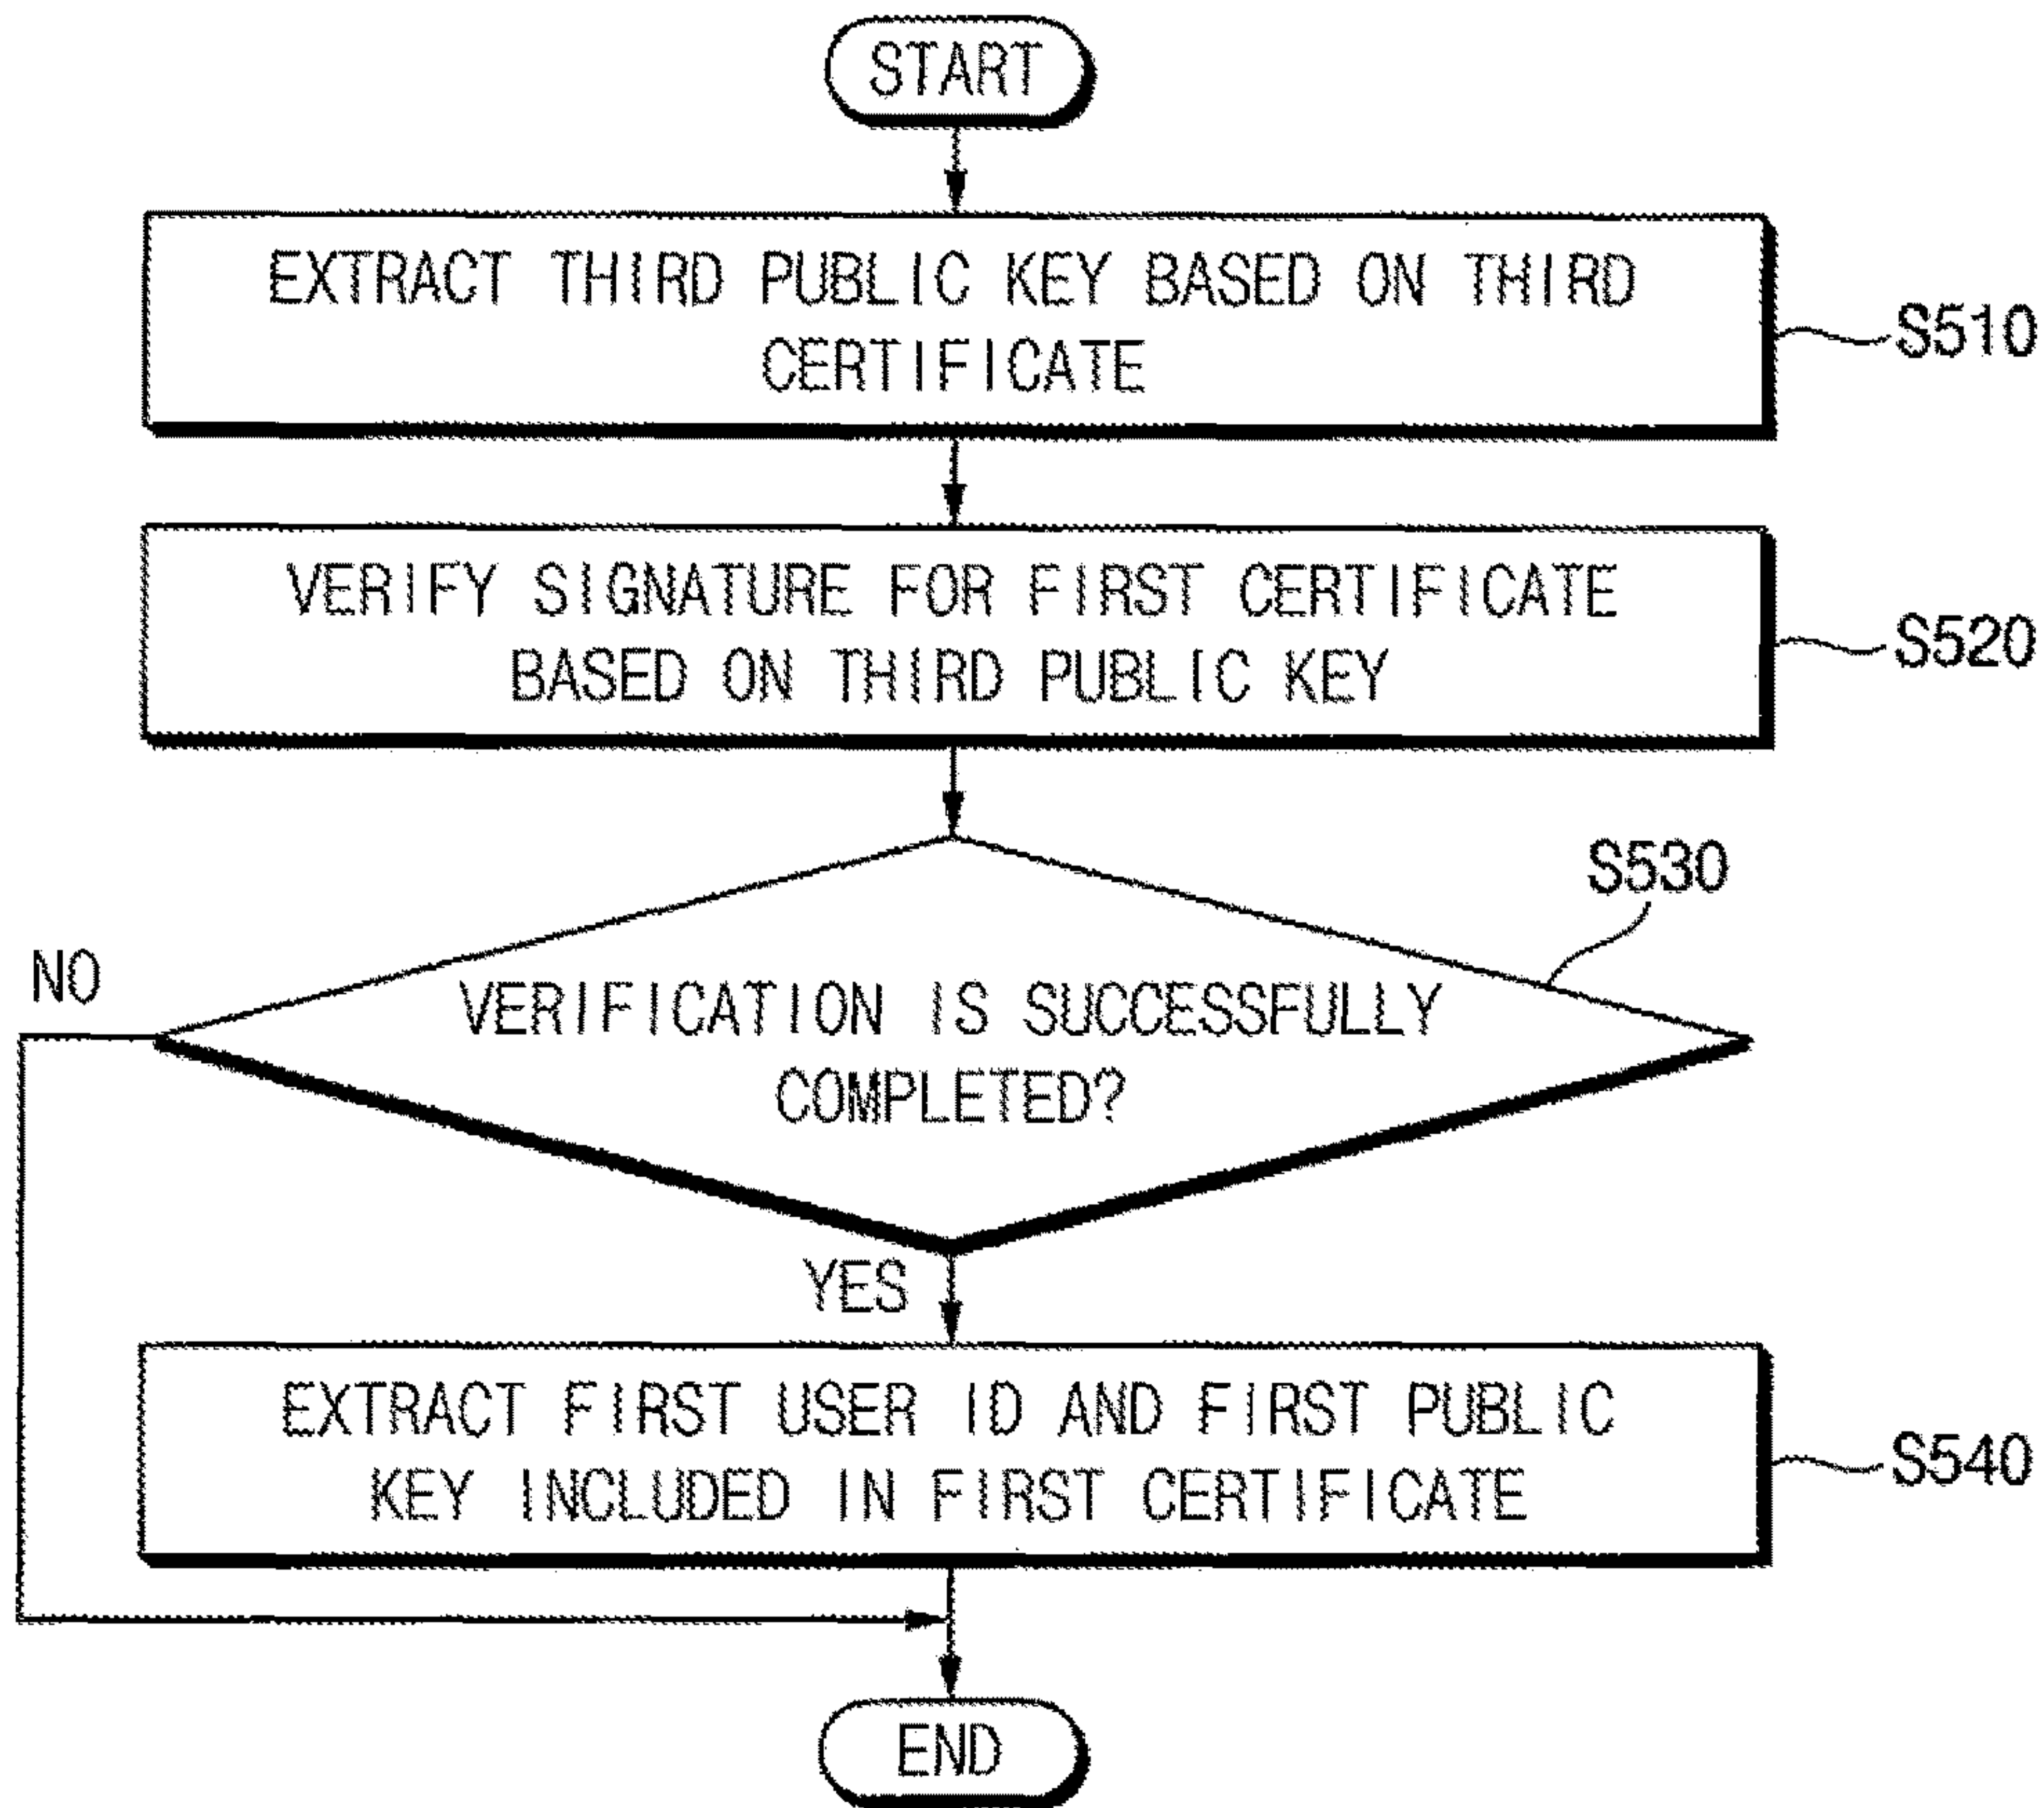 START
EXTRACT THIRD PUBLIC KEY BASED ON THIRD
CERTIFICATE
S510
VERIFY SIGNATURE FOR FIRST CERTIFICATE
BASED ON THIRD PUBLIC KEY
S520
S530
NO
VERIFICATION IS SUCCESSFULLY
COMPLETED?
YES
EXTRACT FIRST USER ID AND FIRST PUBLIC
KEY INCLUDED IN FIRST CERTIFICATE
S540
END